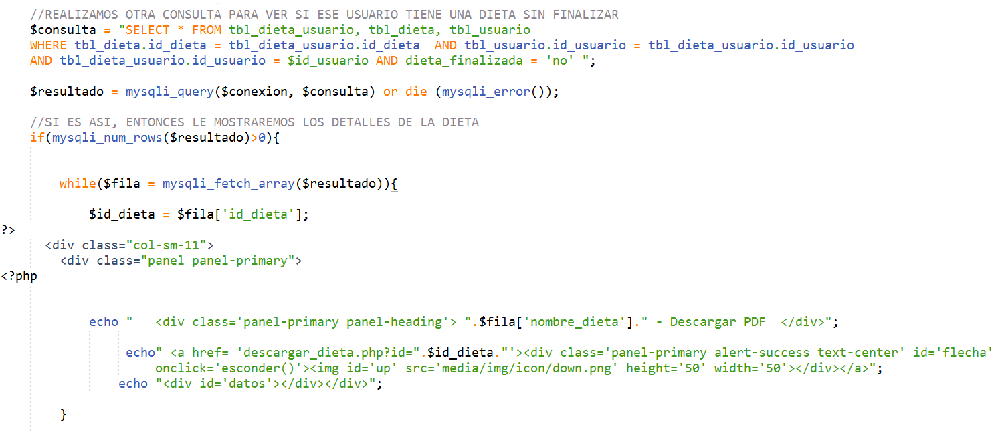 //REALIZAMOS OTRA CONSULTA PARA VER SI ESE USUARIO TIENE UNA DIETA SIN FINALIZAR
$consulta = "SELECT * FROM tbl_dieta_usuario, tbl_dieta, tbl_usuario
WHERE tbl_dieta.id_dieta = tbl_dieta_usuario.id_dieta  AND tbl_usuario.id_usuario = tbl_dieta_usuario.id_usuario
AND tbl_dieta_usuario.id_usuario = $id_usuario AND dieta_finalizada = 'no' ";
$resultado = mysqli_query($conexion, $consulta) or die (mysqli_error());
//SI ES ASI, ENTONCES LE MOSTRAREMOS LOS DETALLES DE LA DIETA
if(mysqli_num_rows($resultado)>0){
while($fila = mysqli_fetch_array($resultado)){
$id_dieta = $fila['id_dieta'];
?>
<div class="col-sm-11">
<div class="panel panel-primary">
<?php
echo "   <div class='panel-primary panel-heading'> ".$fila['nombre_dieta']." - Descargar PDF  </div>";
echo" <a href= 'descargar_dieta.php?id=".$id_dieta."'><div class='panel-primary alert-success text-center' id='flecha'
onclick='esconder()'><img id='up' src='media/img/icon/down.png' height='50' width='50'></div></a>";
echo "<div id='datos'></div></div>";
}